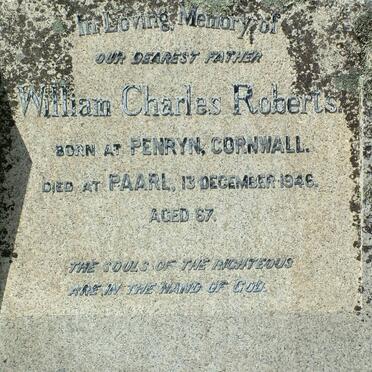 In Loving Memory of
OUR DEAREST FATHER
William Charles Roberts
BORN AT PENRYN, CORNWALL.
DIED AT PAARL, 13 DECEMBER 1946.
AGED 67.
THE SOULS OF THE RIGHTEOUS
ARE IN THE HAND OF GOD.